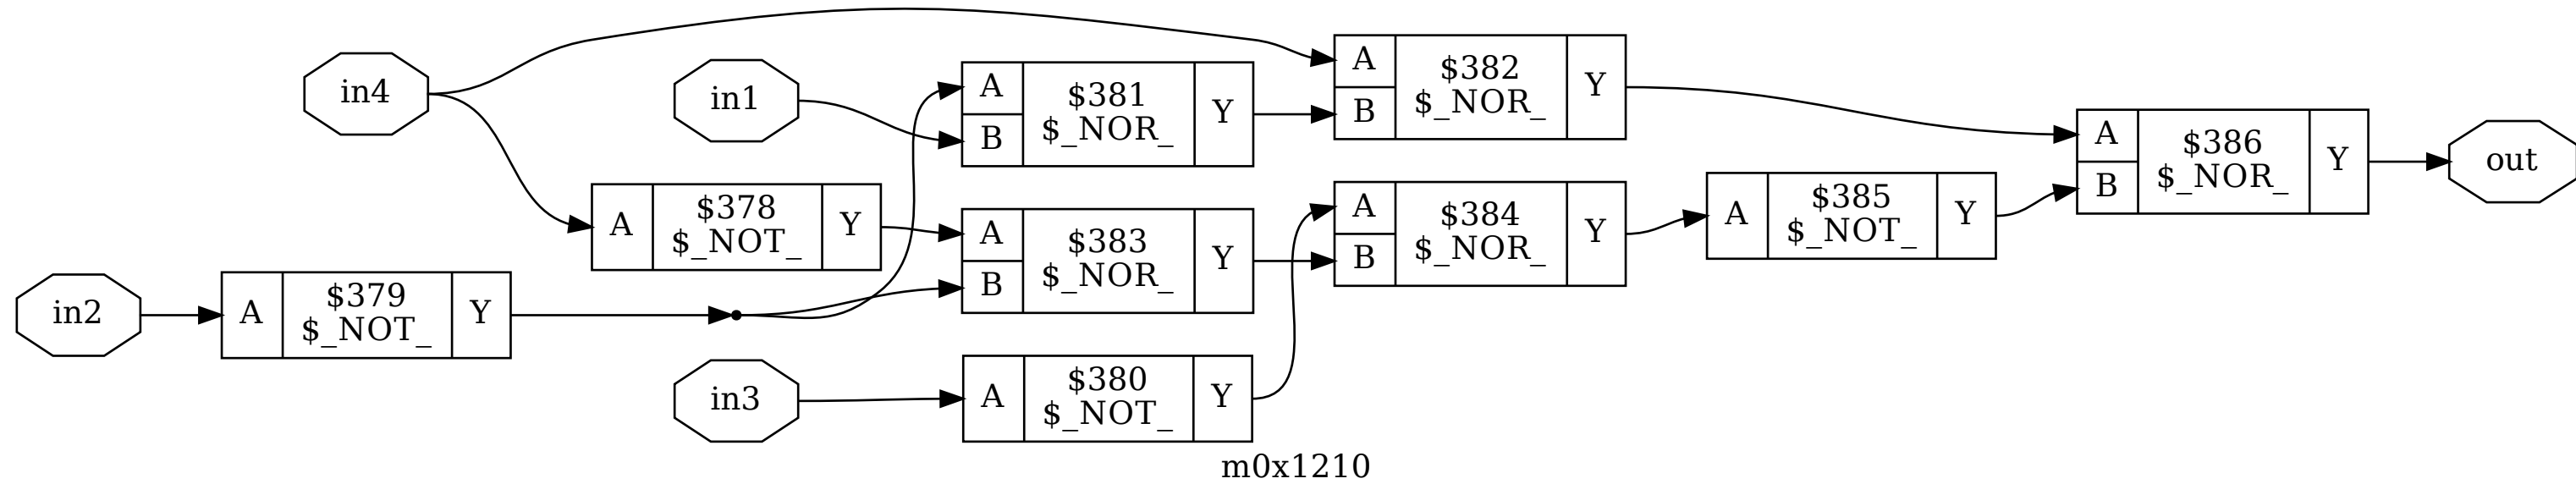 in4
in1
A
B
$381
$_NOR_
Y
A
B
$382
$_NOR_
Y
A
$378
$_NOT_
Y
A
B
$383
$_NOR_
Y
A
B
$384
$_NOR_
Y
A
$385
$_NOT_
Y
A
B
$386
$_NOR_
Y
out
in2
A
$379
$_NOT_
Y
in3
A
$380
$_NOT_
Y
m0x1210